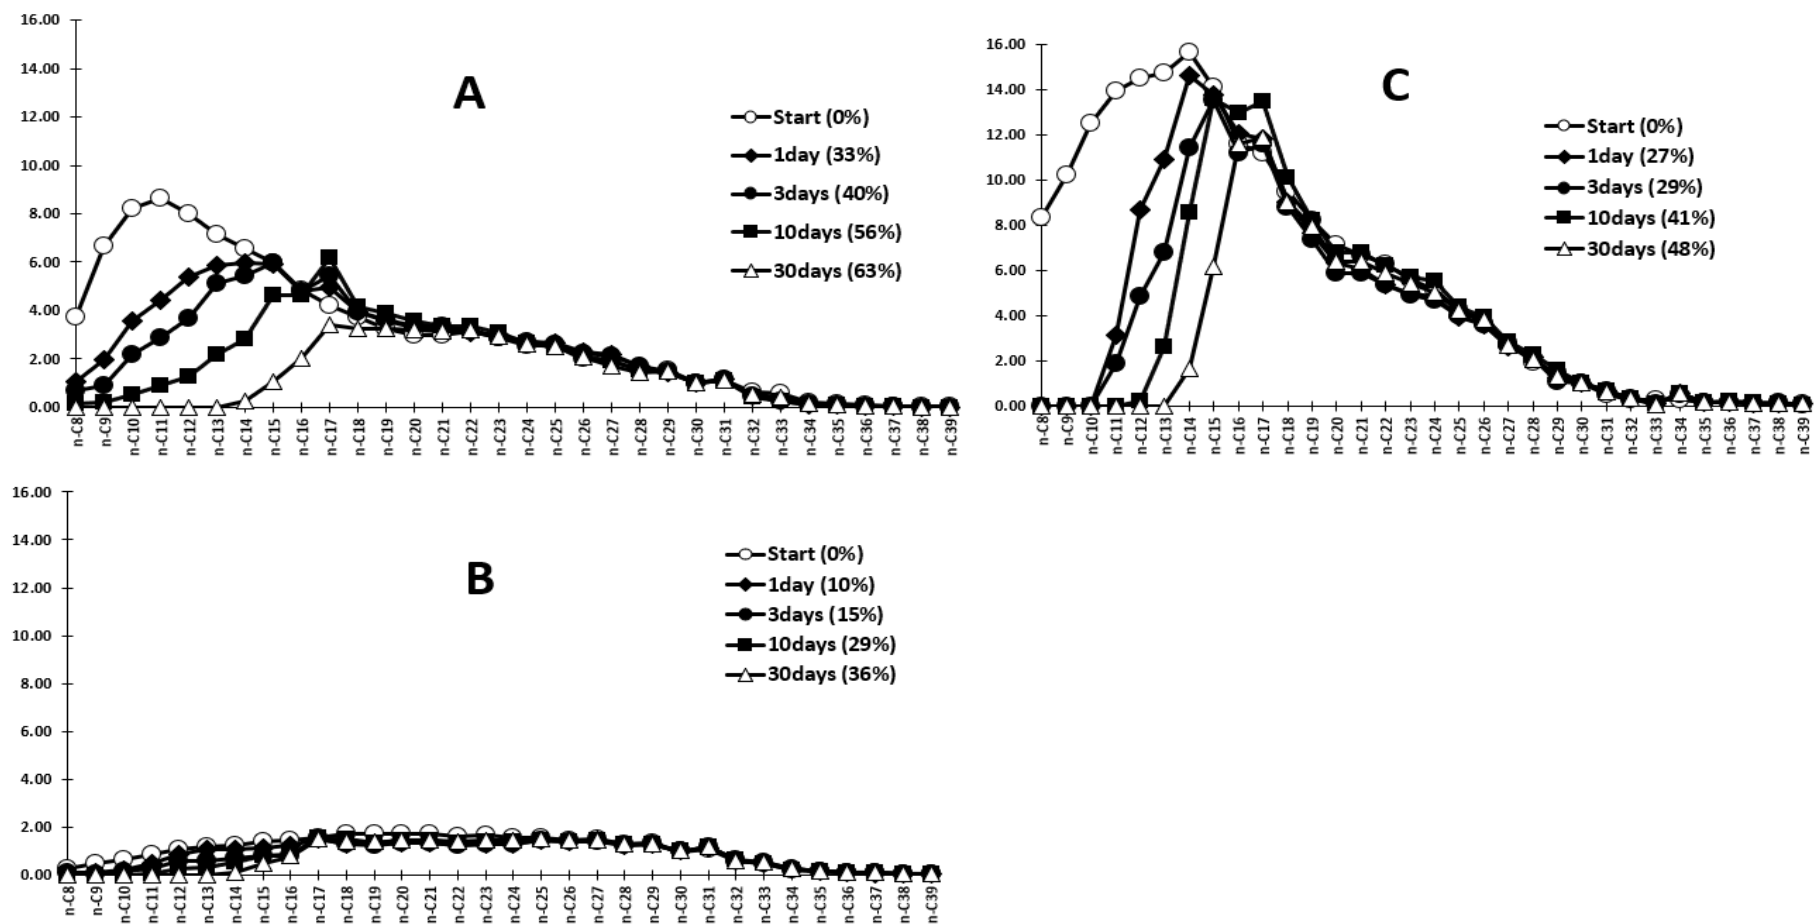 16.00
14.00
12.00
10.00
8.00
6.00
4.00
2.00
0.00
A
Start (0%)
1day (33%)
3days (40%)
10days (56%)
30days (63%)
n-C8
n-C9
n-C10
n-C11
n-C12
n-C13
n-C14
n-C15
n-C16
n-C17
n-C18
n-C19
n-C20
n-C21
n-C22
n-C23
n-C24
n-C25
n-C26
n-C27
n-C28
n-C29
n-C30
n-C31
n-C32
n-C33
n-C34
n-C35
n-C36
n-C37
n-C38
n-C39
16.00
14.00
12.00
10.00
8.00
6.00
4.00
2.00
0.00
C
Start (0%)
1day (27%)
3days (29%)
10days (41%)
30days (48%)
n-C8
n-C9
n-C10
n-C11
n-C12
n-C13
n-C14
n-C15
n-C16
n-C17
n-C18
n-C19
n-C20
n-C21
n-C22
n-C23
n-C24
n-C25
n-C26
n-C27
n-C28
n-C29
n-C30
n-C31
n-C32
n-C33
n-C34
n-C35
n-C36
n-C37
n-C38
n-C39
16.00
14.00
12.00
10.00
8.00
6.00
4.00
2.00
0.00
B
Start (0%)
1day (10%)
3days (15%)
10days (29%)
30days (36%)
n-C8
n-C9
n-C10
n-C11
n-C12
n-C13
n-C14
n-C15
n-C16
n-C17
n-C18
n-C19
n-C20
n-C21
n-C22
n-C23
n-C24
n-C25
n-C26
n-C27
n-C28
n-C29
n-C30
n-C31
n-C32
n-C33
n-C34
n-C35
n-C36
n-C37
n-C38
n-C39